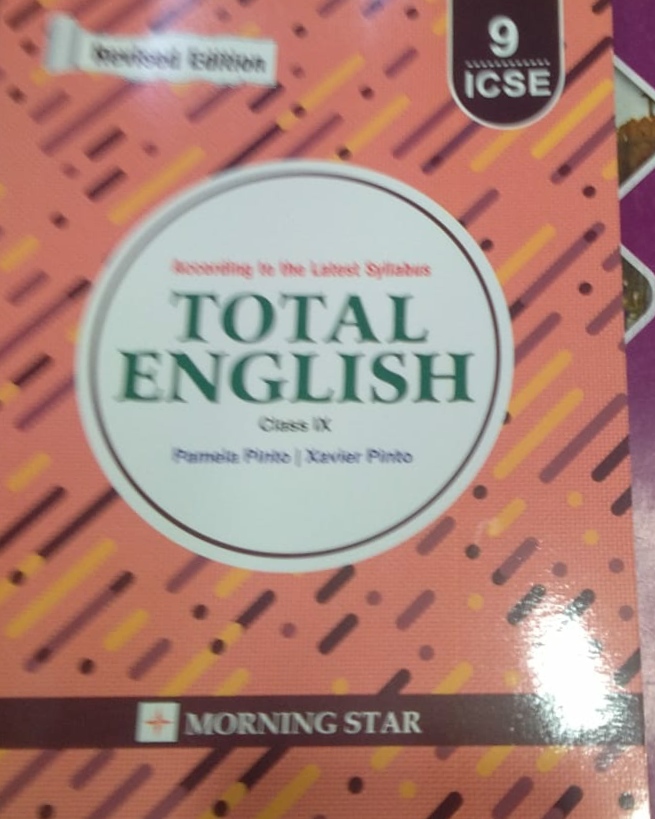 Revised Edition
9
ICSE
According to the Latest Syllabus
TOTAL
ENGLISH
Class IX
Pamela Pinto | Xavier Pinto
MORNING STAR